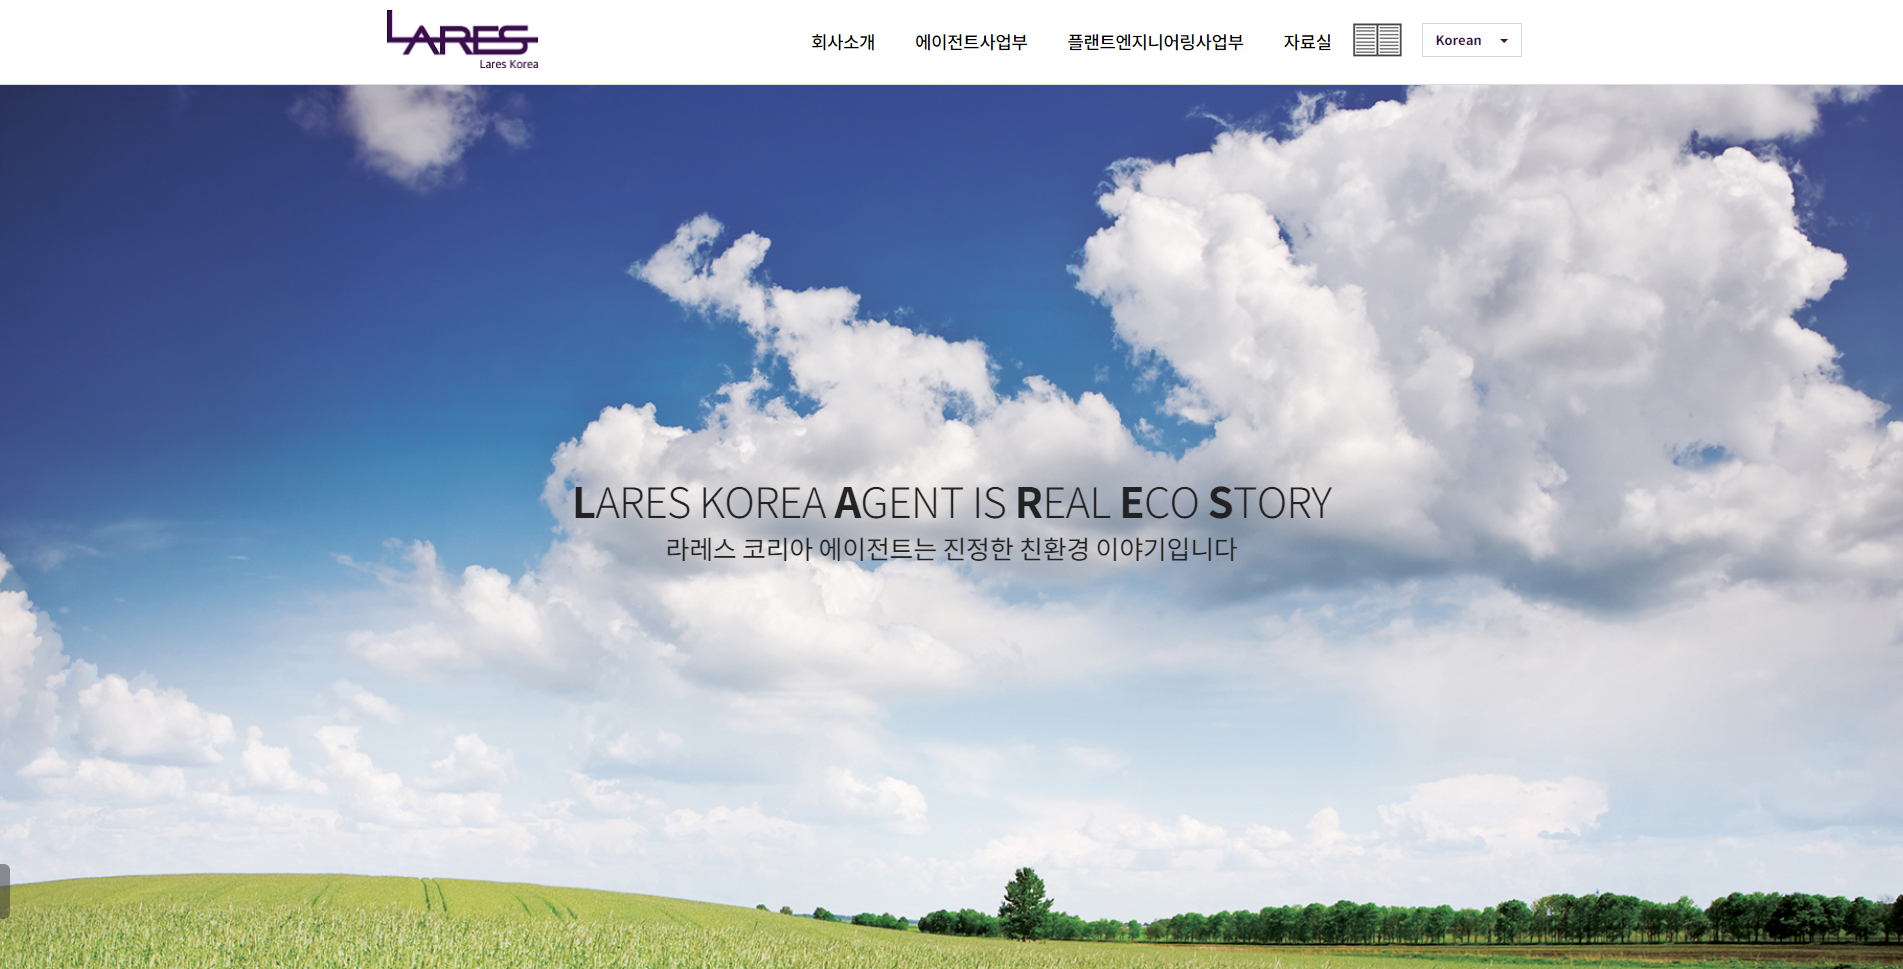 LARES
Lares Korea
회사소개
에이전트사업부
플랜트엔지니어링사업부
자료실
Korean
LARES KOREA AGENT IS REAL ECO STORY
라레스 코리아 에이전트는 진정한 친환경 이야기입니다